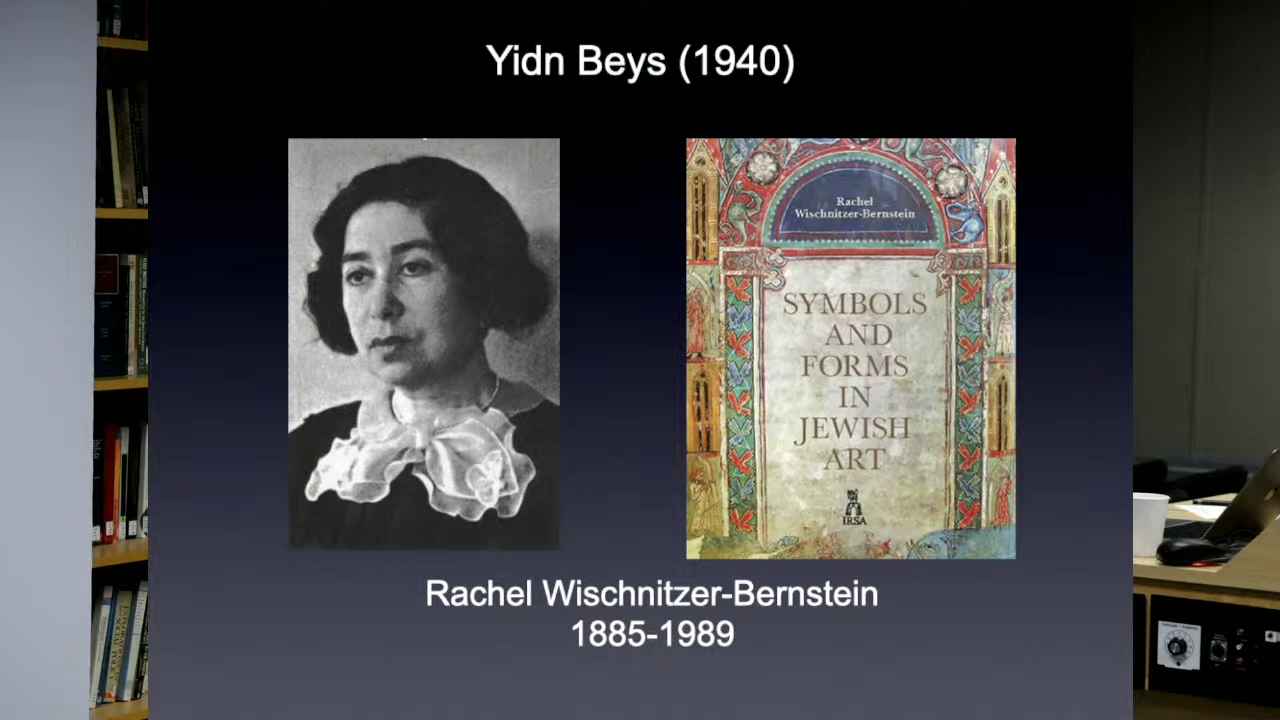 Yidn Beys (1940)
Rachel
Wischnitzer-Bernstein
SYMBOLS
AND
FORMS
IN
JEWISH
ART
IRSA
Rachel Wischnitzer-Bernstein
1885-1989